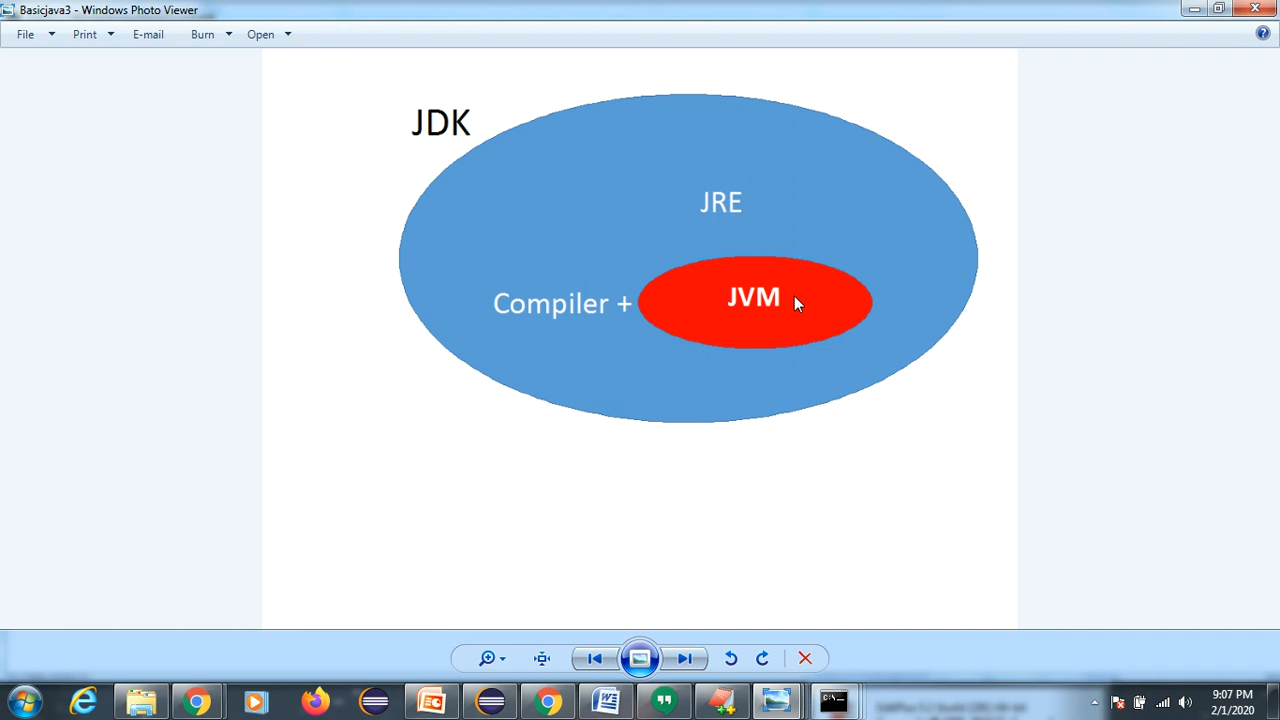 Basicjava3 - Windows Photo Viewer
File Print E-mail Burn Open
JDK
JRE
Compiler +
JVM
9:07 PM
2/1/2020